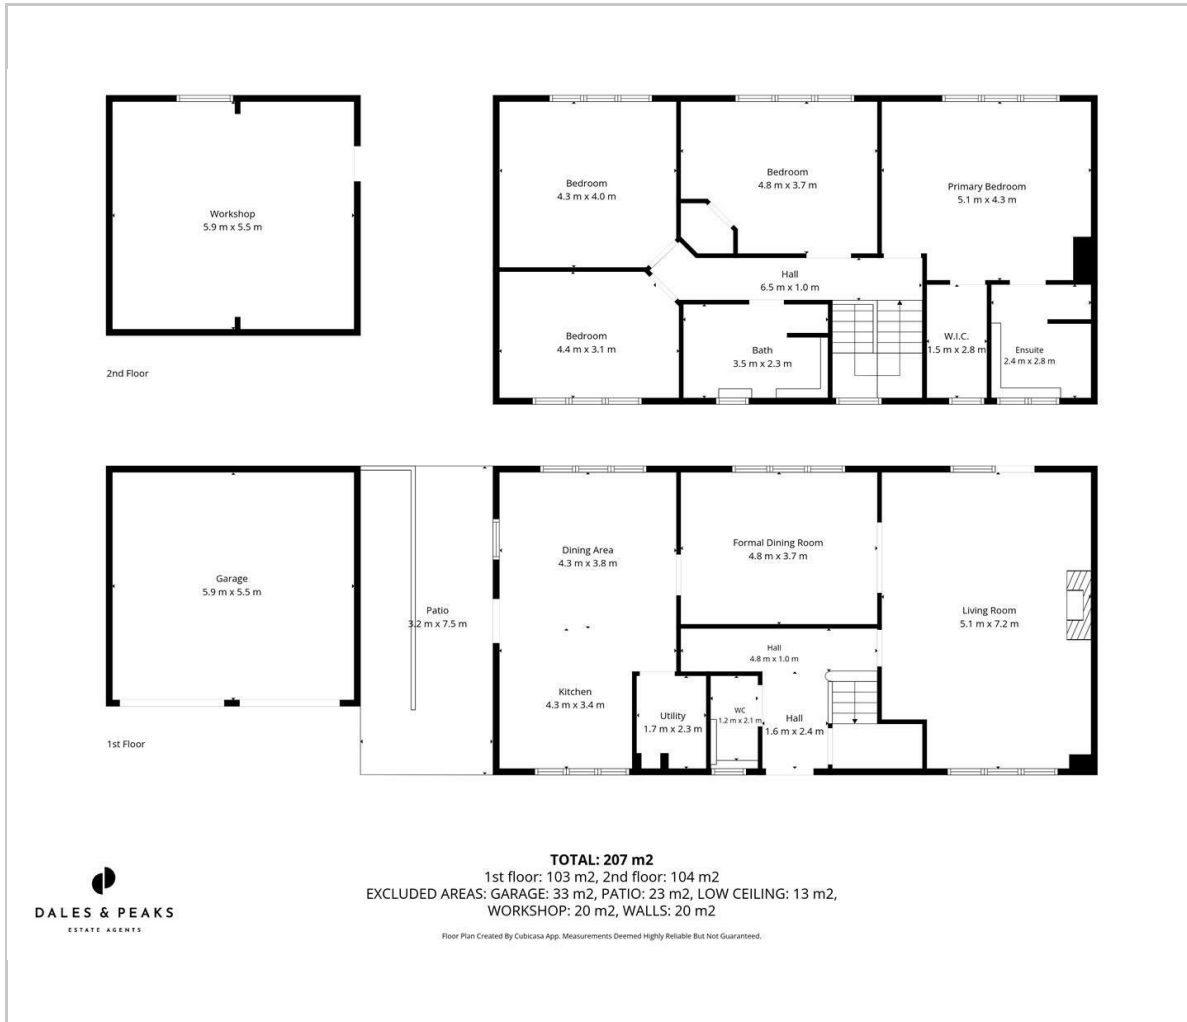 Workshop
5.9 m x 5.5 m
2nd Floor
Bedroom
4.3 m x 4.0 m
Bedroom
4.8 m x 3.7 m
Primary Bedroom
5.1 m x 4.3 m
Hall
6.5 m x 1.0 m
Bedroom
4.4 m x 3.1 m
Bath
3.5 m x 2.3 m
W.I.C.
1.5 m x 2.8 m
Ensuite
2.4 m x 2.8 m
Garage
5.9 m x 5.5 m
1st Floor
Patio
3.2 m x 7.5 m
Dining Area
4.3 m x 3.8 m
Formal Dining Room
4.8 m x 3.7 m
Living Room
5.1 m x 7.2 m
Hall
4.8 m x 1.0 m
Kitchen
4.3 m x 3.4 m
Utility
1.7 m x 2.3 m
WC
1.2 m x 2.1 m
Hall
1.6 m x 2.4 m
DALES & PEAKS
ESTATE AGENTS
TOTAL: 207 m2
1st floor: 103 m2, 2nd floor: 104 m2
EXCLUDED AREAS: GARAGE: 33 m2, PATIO: 23 m2, LOW CEILING: 13 m2,
WORKSHOP: 20 m2, WALLS: 20 m2
Floor Plan Created By Cubicasa App. Measurements Deemed Highly Reliable But Not Guaranteed.